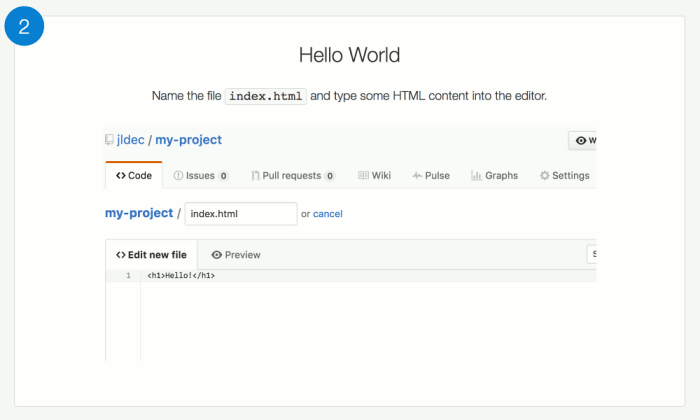 2
Hello World
Name the file index.html and type some HTML content into the editor.
jldec / my-project
Code Issues 0 Pull requests 0 Wiki Pulse Graphs Settings
my-project / index.html or cancel
Edit new file Preview
1 <h1>Hello!</h1>